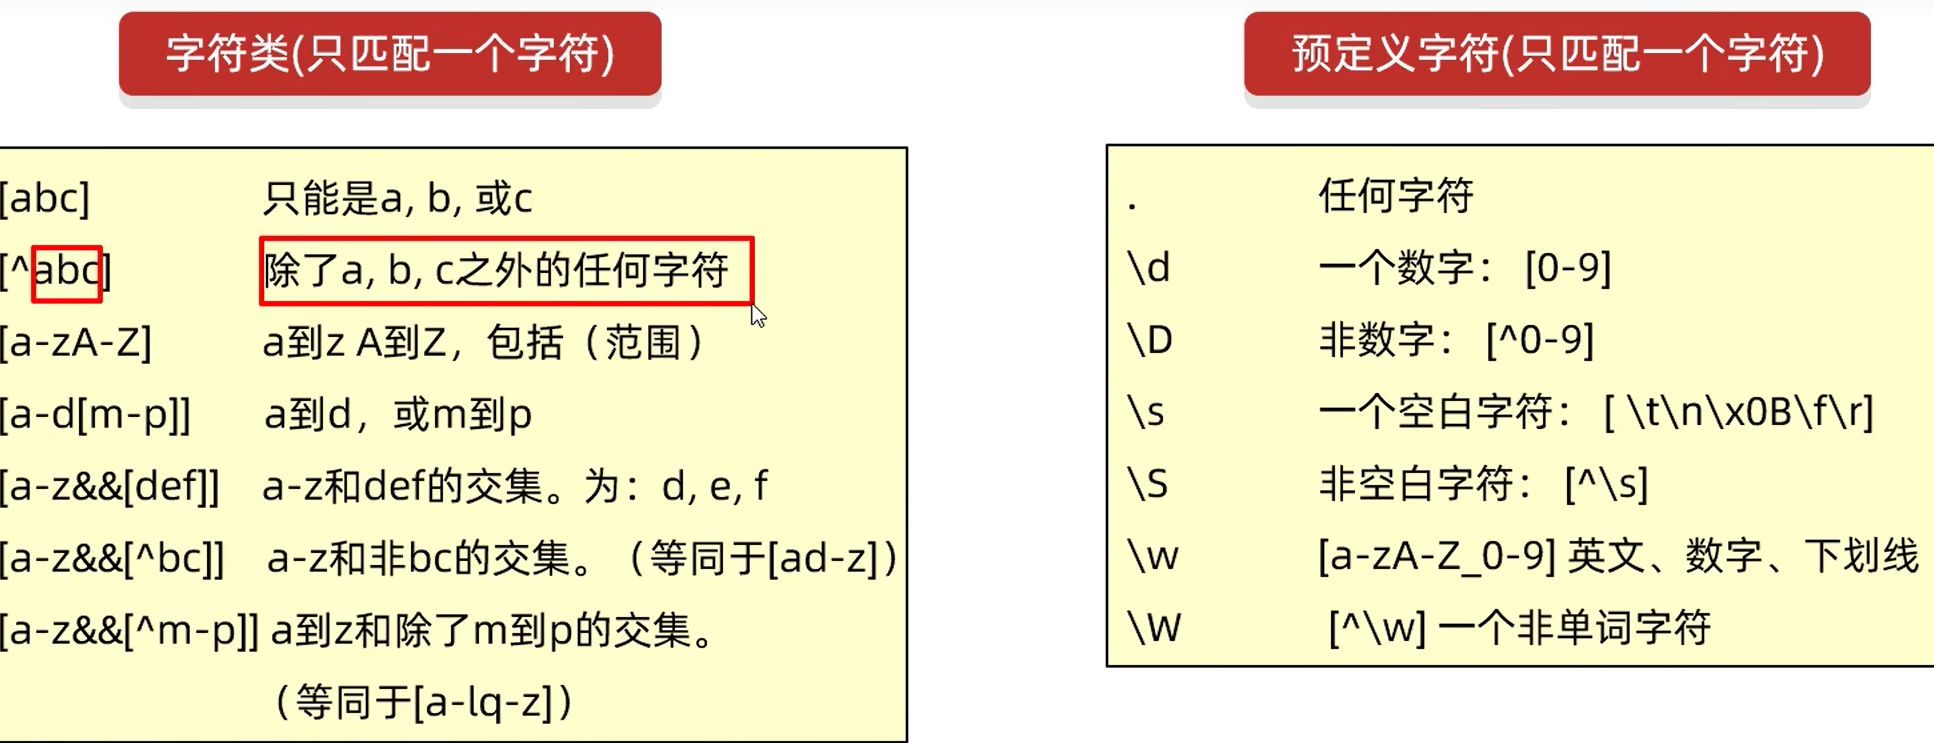 字符类(只匹配一个字符)
[abc] 只能是a, b, 或c
[^abc] 除了a, b, c之外的任何字符
[a-zA-Z] a到z A到Z，包括（范围）
[a-d[m-p]] a到d，或m到p
[a-z&&[def]] a-z和def的交集。为：d, e, f
[a-z&&[^bc]] a-z和非bc的交集。（等同于[ad-z]）
[a-z&&[^m-p]] a到z和除了m到p的交集。
（等同于[a-lq-z]）
预定义字符(只匹配一个字符)
. 任何字符
\d 一个数字： [0-9]
\D 非数字： [^0-9]
\s 一个空白字符： [ \t\n\x0B\f\r]
\S 非空白字符： [^\s]
\w [a-zA-Z_0-9] 英文、数字、下划线
\W [^\w] 一个非单词字符